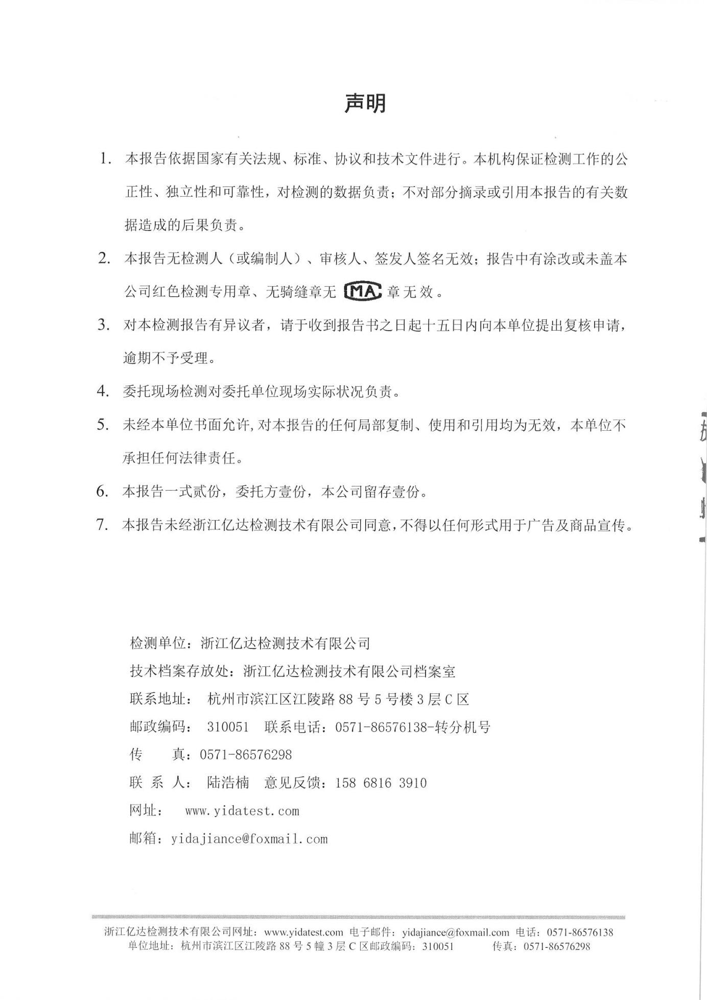 声明
1. 本报告依据国家有关法规、标准、协议和技术文件进行。本机构保证检测工作的公
正性、独立性和可靠性，对检测的数据负责；不对部分摘录或引用本报告的有关数
据造成的后果负责。
2. 本报告无检测人（或编制人）、审核人、签发人签名无效；报告中有涂改或未盖本
公司红色检测专用章、无骑缝章无 MA 章无效。
3. 对本检测报告有异议者，请于收到报告书之日起十五日内向本单位提出复核申请，
逾期不予受理。
4. 委托现场检测对委托单位现场实际状况负责。
5. 未经本单位书面允许,对本报告的任何局部复制、使用和引用均为无效，本单位不
承担任何法律责任。
6. 本报告一式贰份，委托方壹份，本公司留存壹份。
7. 本报告未经浙江亿达检测技术有限公司同意,不得以任何形式用于广告及商品宣传。
检测单位：浙江亿达检测技术有限公司
技术档案存放处：浙江亿达检测技术有限公司档案室
联系地址： 杭州市滨江区江陵路 88 号 5 号楼 3 层 C 区
邮政编码： 310051 联系电话：0571-86576138-转分机号
传 真：0571-86576298
联 系 人： 陆浩楠 意见反馈：158 6816 3910
网址： www.yidatest.com
邮箱：yidajiance@foxmail.com
浙江亿达检测技术有限公司网址：www.yidatest.com 电子邮件：yidajiance@foxmail.com 电话：0571-86576138
单位地址：杭州市滨江区江陵路 88 号 5 幢 3 层 C 区邮政编码：310051 传真：0571-86576298